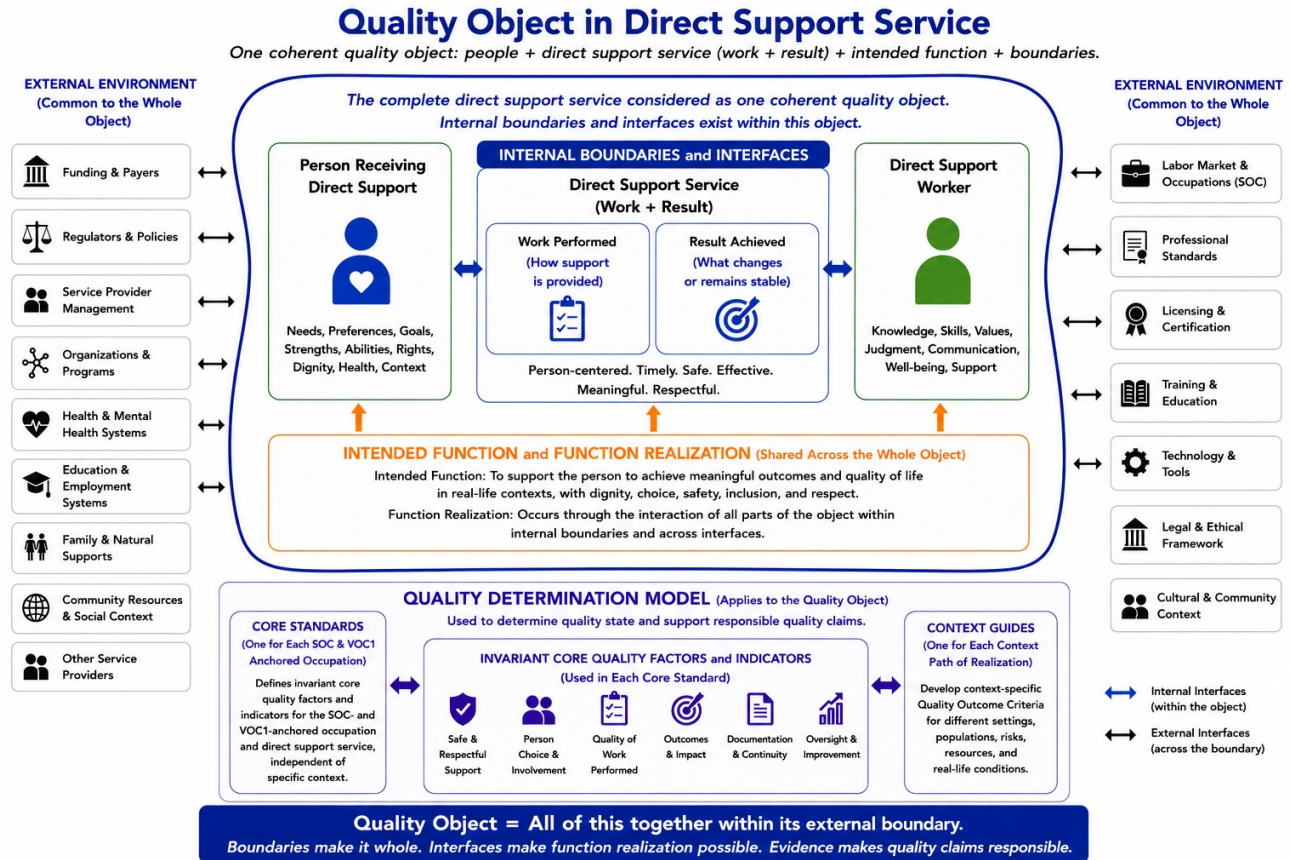 Quality Object in Direct Support Service
One coherent quality object: people + direct support service (work + result) + intended function + boundaries.
EXTERNAL ENVIRONMENT
(Common to the Whole
Object)
Funding & Payers
Regulators & Policies
Service Provider
Management
Organizations &
Programs
Health & Mental
Health Systems
Education &
Employment
Systems
Family & Natural
Supports
Community Resources
& Social Context
Other Service
Providers
The complete direct support service considered as one coherent quality object.
Internal boundaries and interfaces exist within this object.
Person Receiving
Direct Support
Needs, Preferences, Goals,
Strengths, Abilities, Rights,
Dignity, Health, Context
INTERNAL BOUNDARIES and INTERFACES
Direct Support Service
(Work + Result)
Work Performed
(How support
is provided)
Result Achieved
(What changes
or remains stable)
Person-centered. Timely. Safe. Effective.
Meaningful. Respectful.
Direct Support
Worker
Knowledge, Skills, Values,
Judgment, Communication,
Well-being, Support
INTENDED FUNCTION and FUNCTION REALIZATION (Shared Across the Whole Object)
Intended Function: To support the person to achieve meaningful outcomes and quality of life
in real-life contexts, with dignity, choice, safety, inclusion, and respect.
Function Realization: Occurs through the interaction of all parts of the object within
internal boundaries and across interfaces.
EXTERNAL ENVIRONMENT
(Common to the Whole
Object)
Labor Market &
Occupations (SOC)
Professional
Standards
Licensing &
Certification
Training &
Education
Technology &
Tools
Legal & Ethical
Framework
Cultural & Community
Context
Internal Interfaces
(within the object)
External Interfaces
(across the boundary)
QUALITY DETERMINATION MODEL (Applies to the Quality Object)
Used to determine quality state and support responsible quality claims.
CORE STANDARDS
(One for Each SOC & VOC1
Anchored Occupation)
Defines invariant core
quality factors and
indicators for the SOC- and
VOC1-anchored occupation
and direct support service,
independent of
specific context.
INVARIANT CORE QUALITY FACTORS and INDICATORS
(Used in Each Core Standard)
Safe &
Respectful
Support
Person
Choice &
Involvement
Quality of
Work
Performed
Outcomes
& Impact
Documentation
& Continuity
Oversight &
Improvement
CONTEXT GUIDES
(One for Each Context
Path of Realization)
Develop context-specific
Quality Outcome Criteria
for different settings,
populations, risks,
resources, and
real-life conditions.
Quality Object = All of this together within its external boundary.
Boundaries make it whole. Interfaces make function realization possible. Evidence makes quality claims responsible.